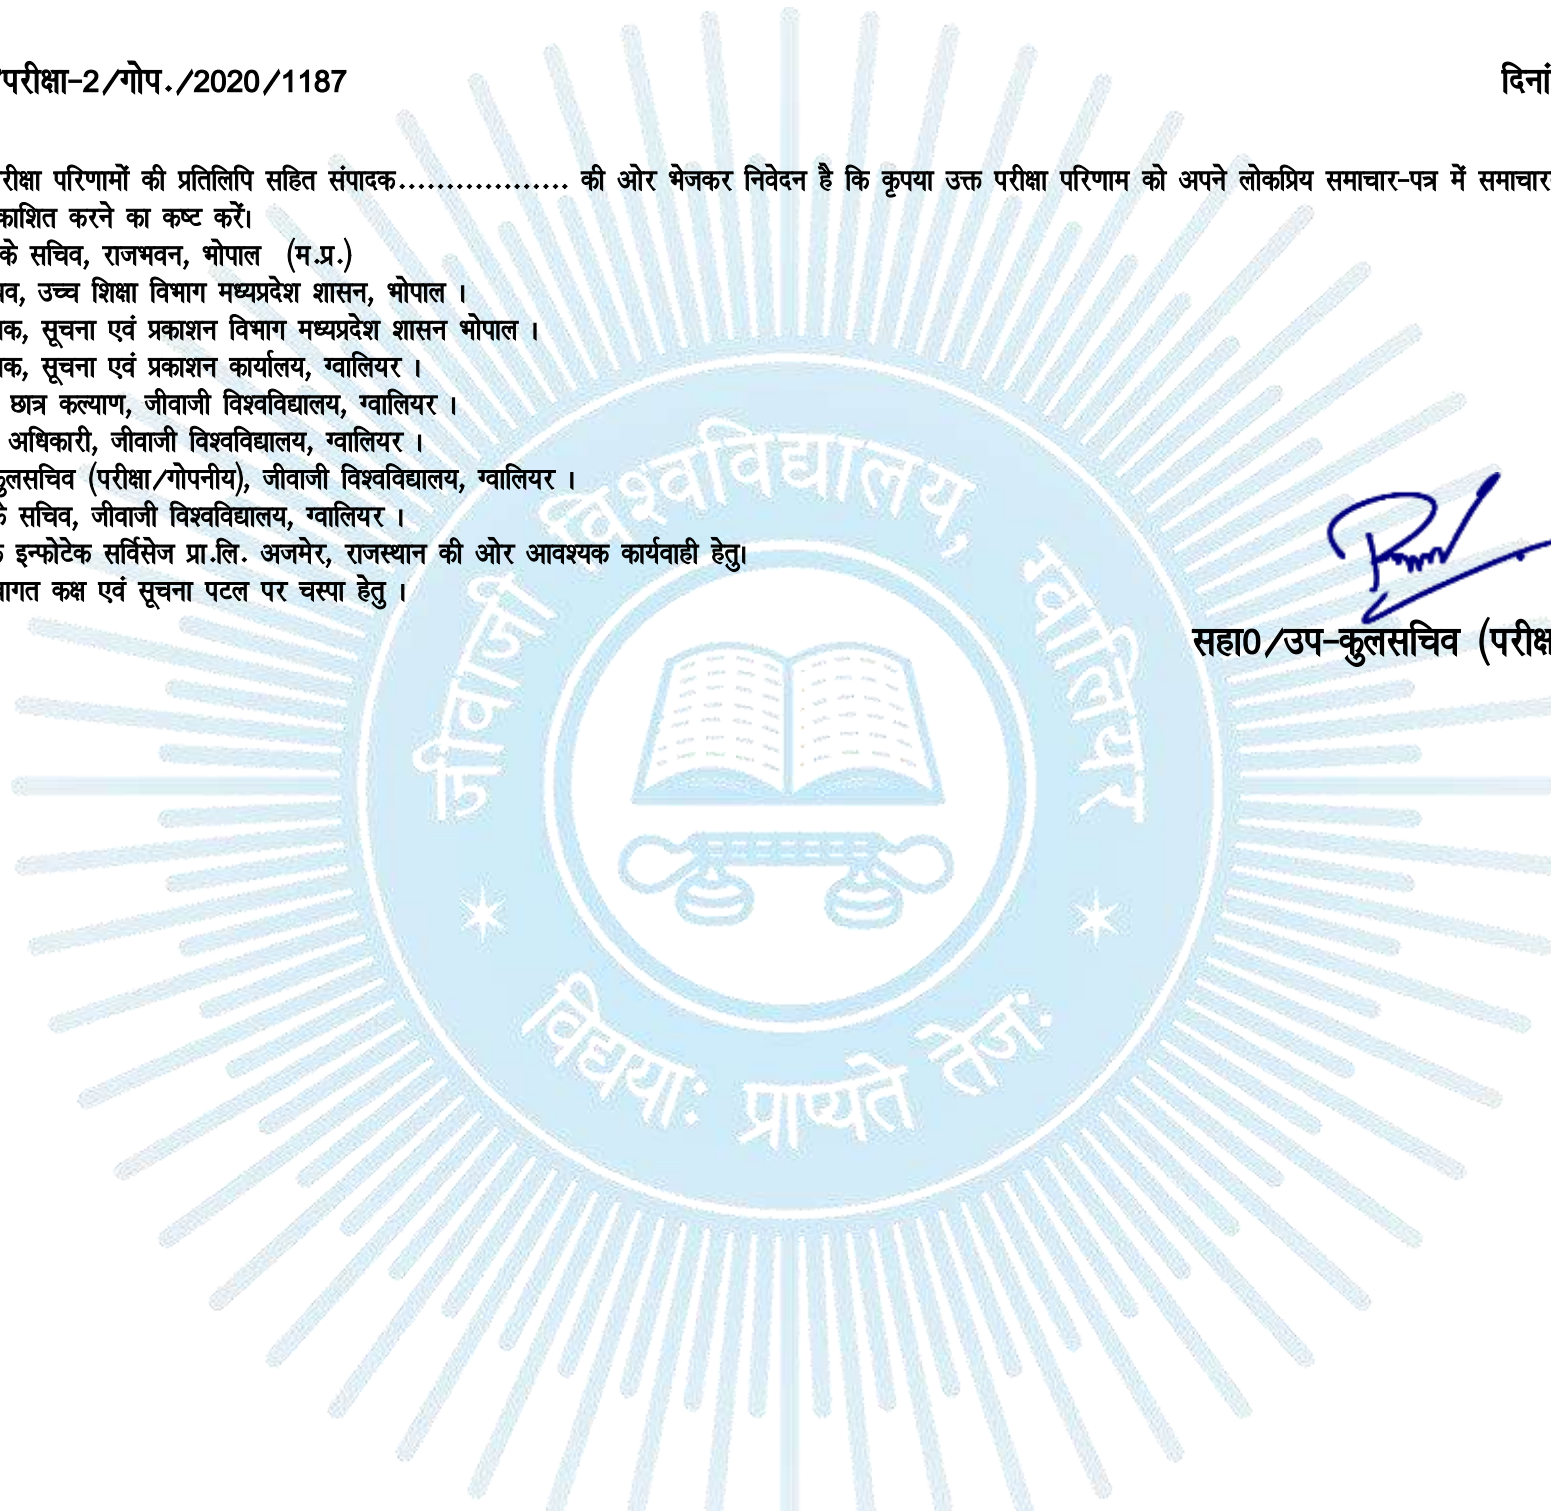 परीक्षा-2/गोप./2020/1187 दिनां
रीक्षा परिणामों की प्रतिलिपि सहित संपादक.................. की ओर भेजकर निवेदन है कि कृपया उक्त परीक्षा परिणाम को अपने लोकप्रिय समाचार-पत्र में समाचार
काशित करने का कष्ट करें।
के सचिव, राजभवन, भोपाल (म.प्र.)
व, उच्च शिक्षा विभाग मध्यप्रदेश शासन, भोपाल ।
क, सूचना एवं प्रकाशन विभाग मध्यप्रदेश शासन भोपाल ।
क, सूचना एवं प्रकाशन कार्यालय, ग्वालियर ।
छात्र कल्याण, जीवाजी विश्वविद्यालय, ग्वालियर ।
अधिकारी, जीवाजी विश्वविद्यालय, ग्वालियर ।
कुलसचिव (परीक्षा/गोपनीय), जीवाजी विश्वविद्यालय, ग्वालियर ।
के सचिव, जीवाजी विश्वविद्यालय, ग्वालियर ।
इन्फोटेक सर्विसेज प्रा.लि. अजमेर, राजस्थान की ओर आवश्यक कार्यवाही हेतु।
ागत कक्ष एवं सूचना पटल पर चस्पा हेतु ।
सहा0/उप-कुलसचिव (परीक्ष
जीवाजी विश्वविद्यालय, ग्वालियर
विद्यया: प्राप्यते तेज: